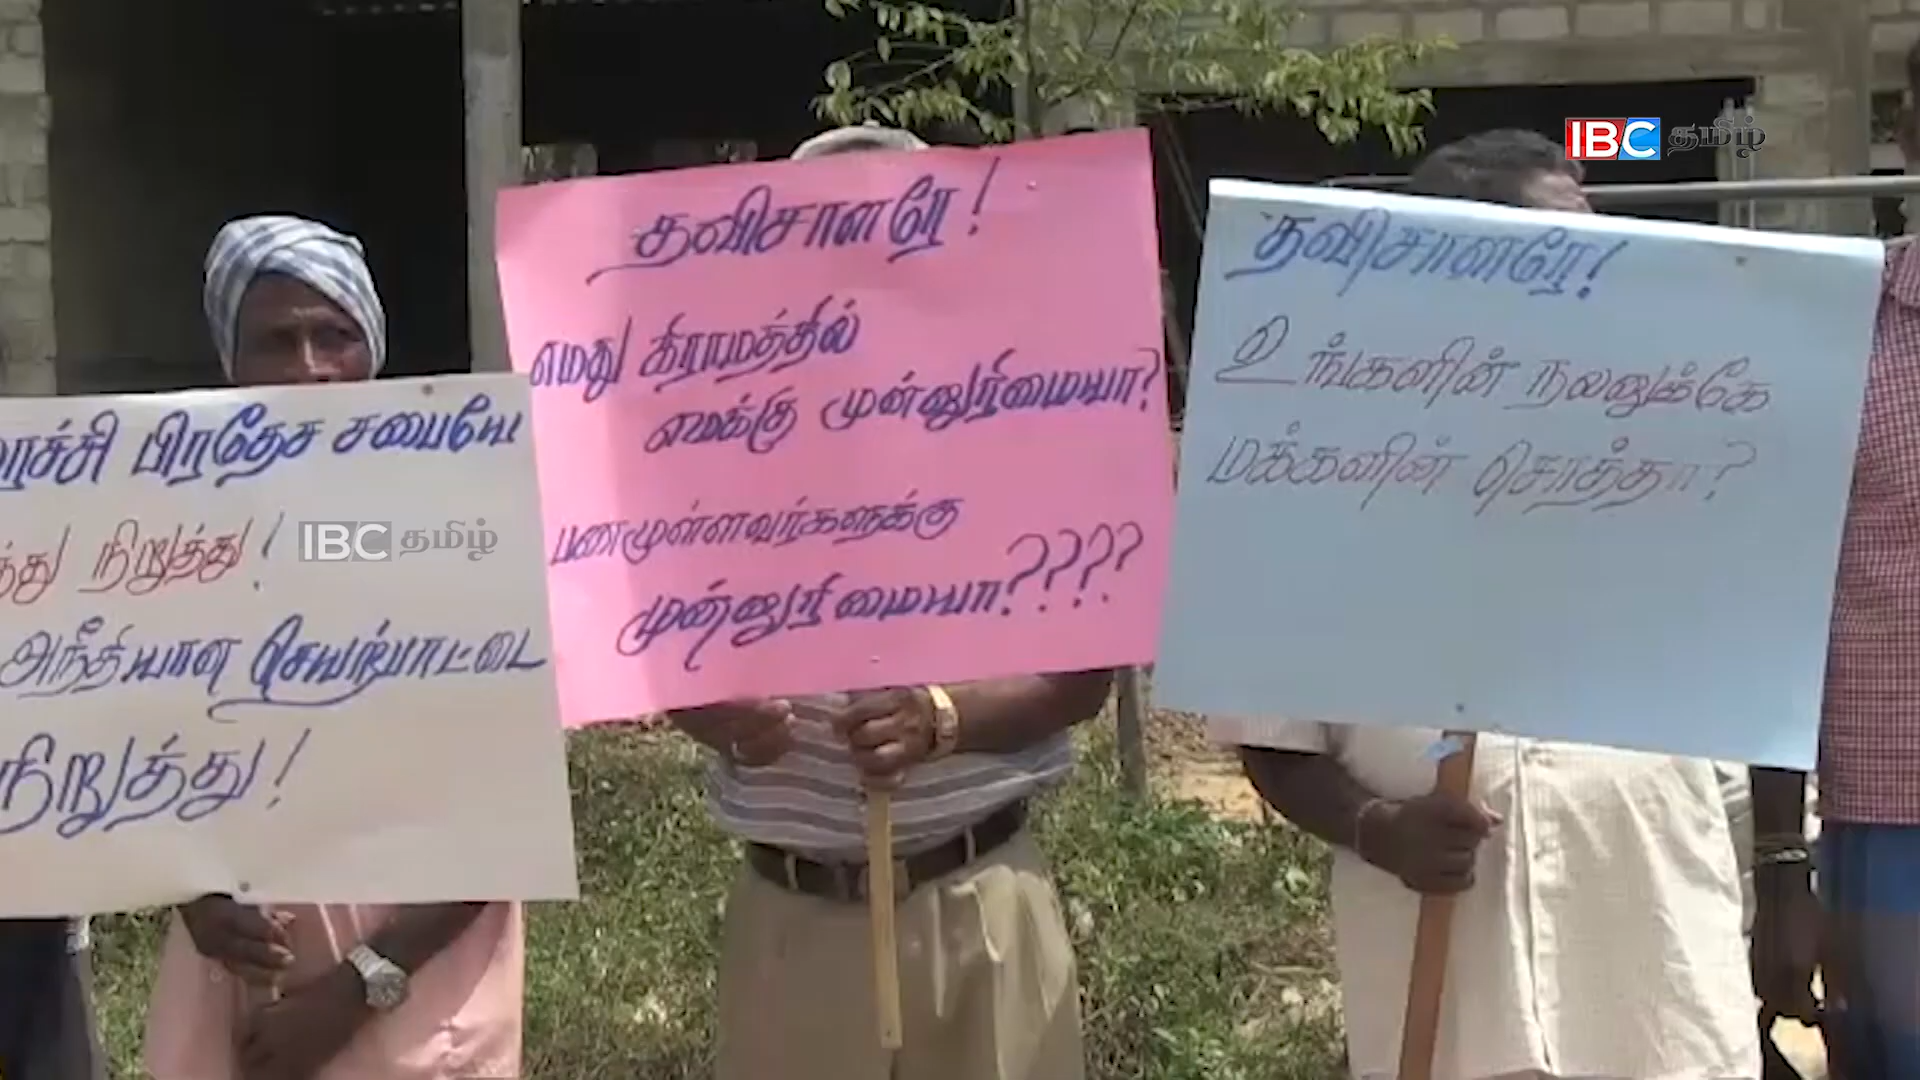 IBC தமிழ்
ராச்சி பிரதேச சபையே
நிறுத்து!
அநீதியான செயற்பாட்டை
நிறுத்து!
IBC தமிழ்
தவிசாளரே!
எமது கிராமத்தில்
எமக்கு முன்னுரிமையா?
பணமுள்ளவர்களுக்கு
முன்னுரிமையா????
தவிசாளரே!
உங்களின் நலனுக்கே
மக்களின் சொத்தா?